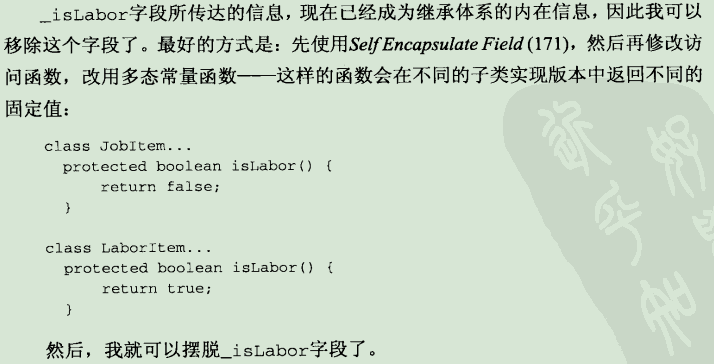 _isLabor字段所传达的信息，现在已经成为继承体系的内在信息，因此我可以
移除这个字段了。最好的方式是：先使用Self Encapsulate Field (171)，然后再修改访
问函数，改用多态常量函数——这样的函数会在不同的子类实现版本中返回不同的
固定值：
class JobItem...
protected boolean isLabor() {
return false;
}
class LaborItem...
protected boolean isLabor() {
return true;
}
然后，我就可以摆脱_isLabor字段了。